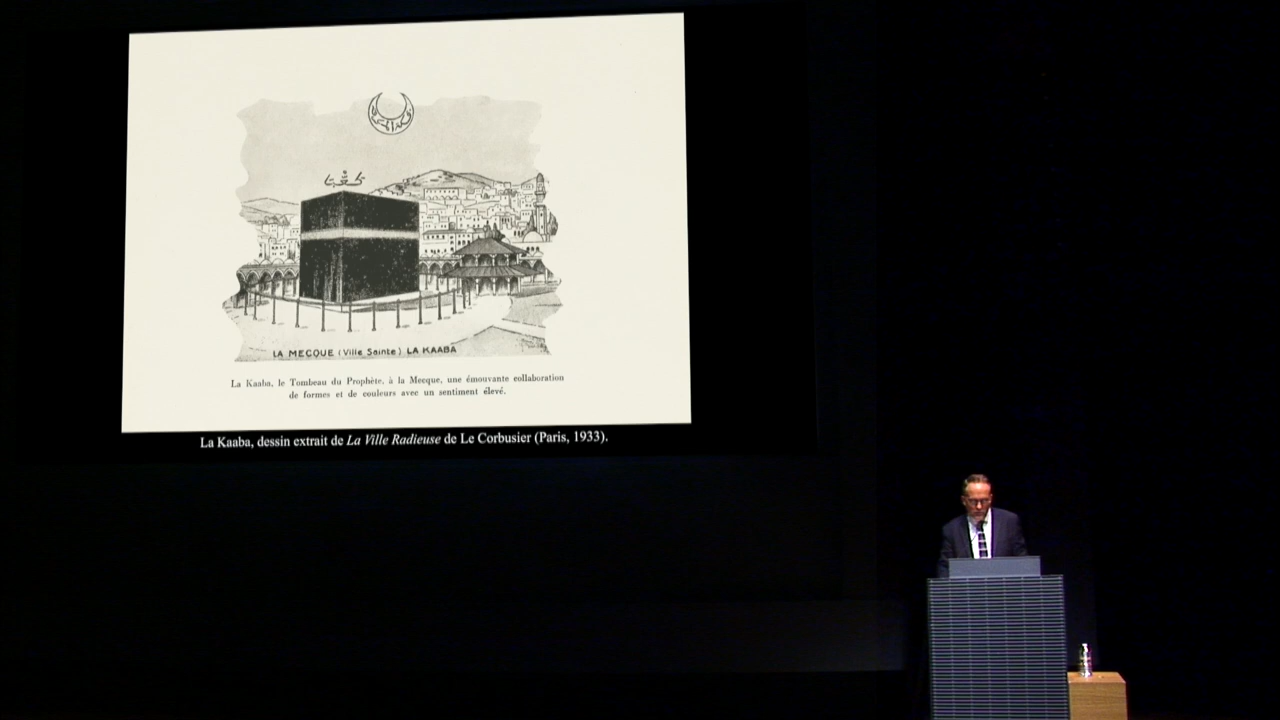 كعبة
LA MECQUE (Ville Sainte) LA KAABA
La Kaaba, le Tombeau du Prophète, à la Mecque, une émouvante collaboration
de formes et de couleurs avec un sentiment élevé.
La Kaaba, dessin extrait de La Ville Radieuse de Le Corbusier (Paris, 1933).